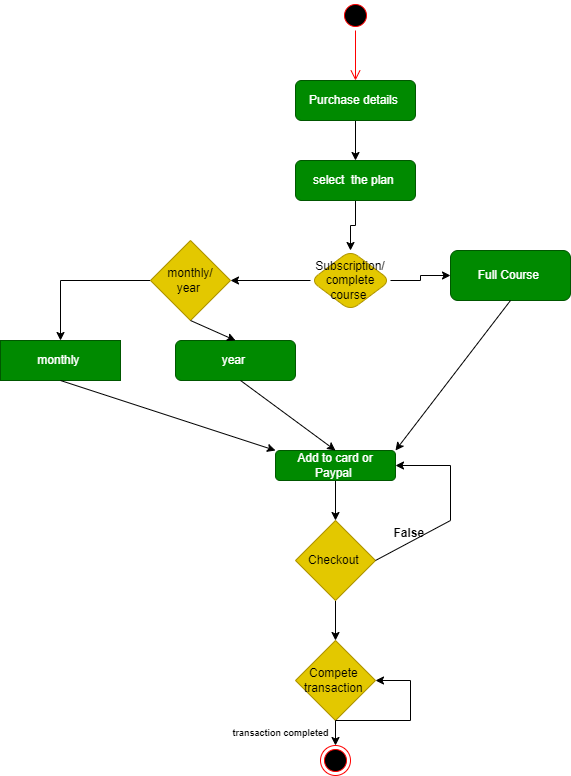 Purchase details
select the plan
Subscription/
complete
course
monthly/
year
Full Course
monthly
year
Add to card or
Paypal
False
Checkout
Compete
transaction
transaction completed